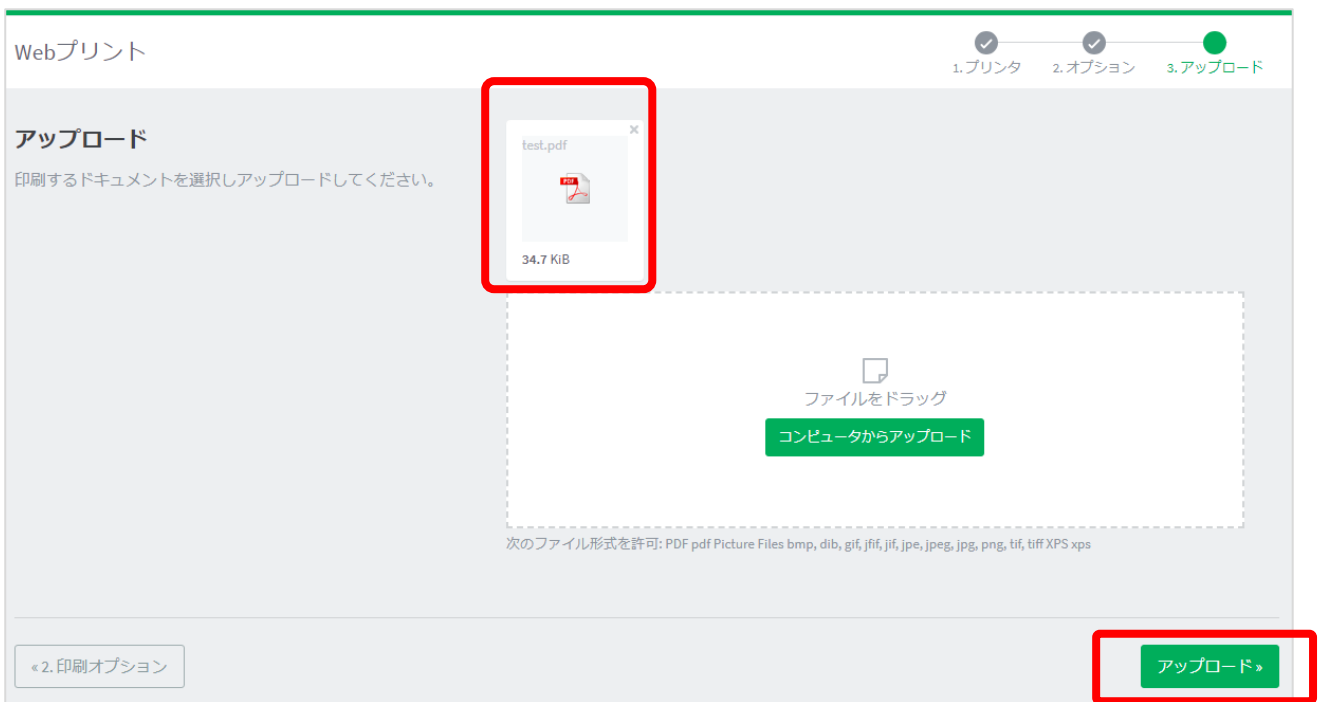 Webプリント
1.プリンタ 2.オプション 3.アップロード
アップロード
印刷するドキュメントを選択しアップロードしてください。
test.pdf
PDF
34.7 KiB
ファイルをドラッグ
コンピュータからアップロード
次のファイル形式を許可: PDF pdf Picture Files bmp, dib, gif, jfif, jif, jpe, jpeg, jpg, png, tif, tiff XPS xps
«2.印刷オプション
アップロード»